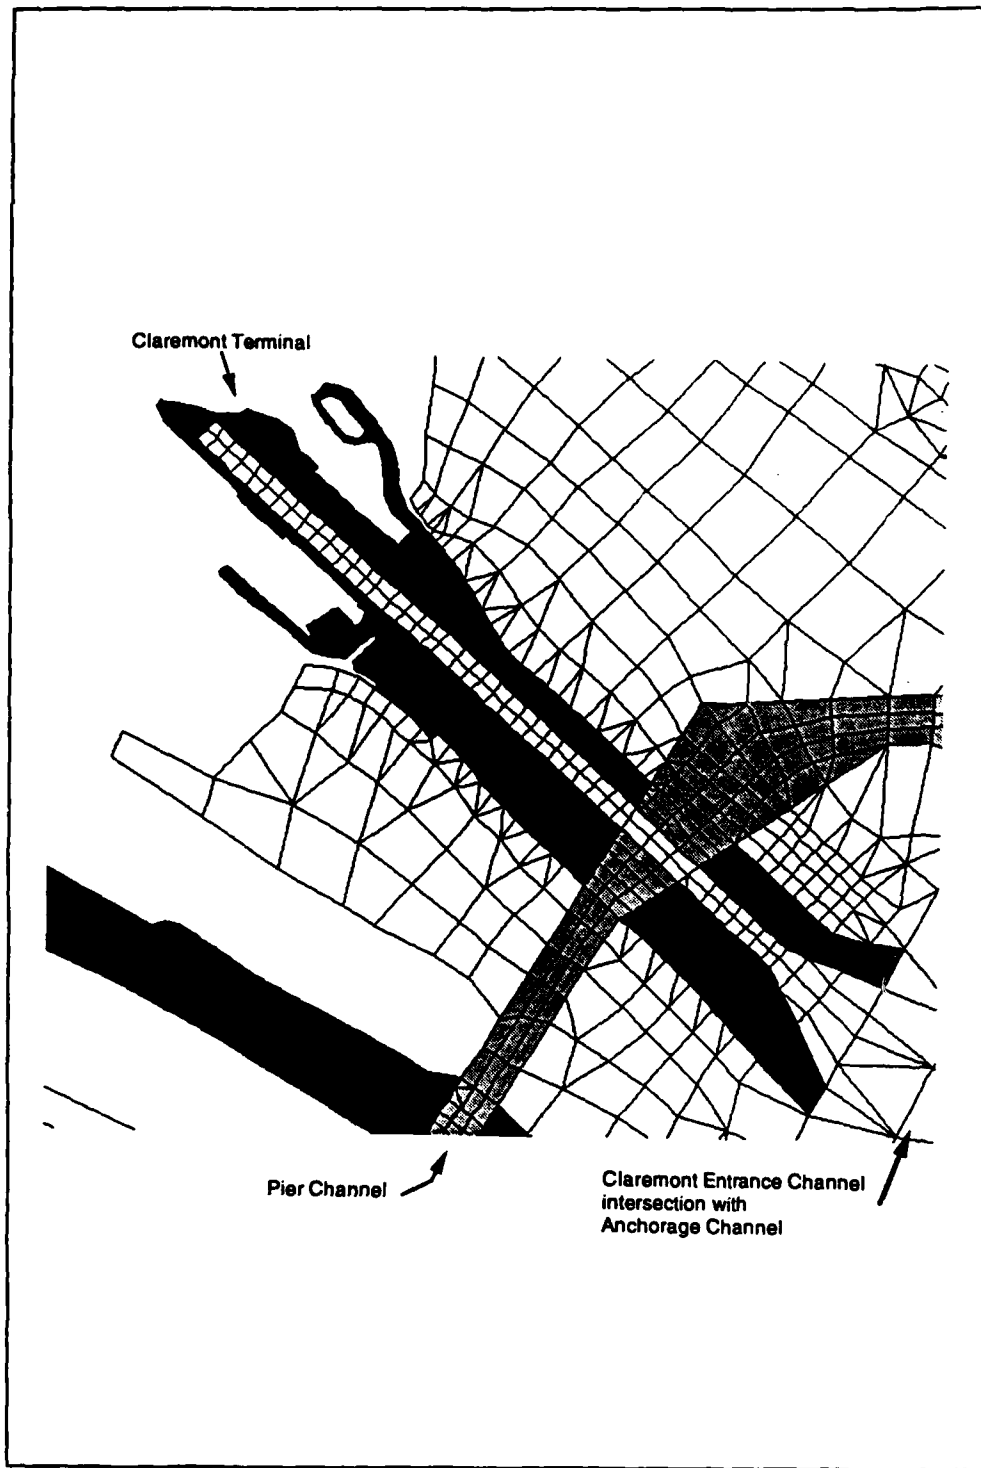 Claremont Terminal
Pier Channel
Claremont Entrance Channel
intersection with
Anchorage Channel